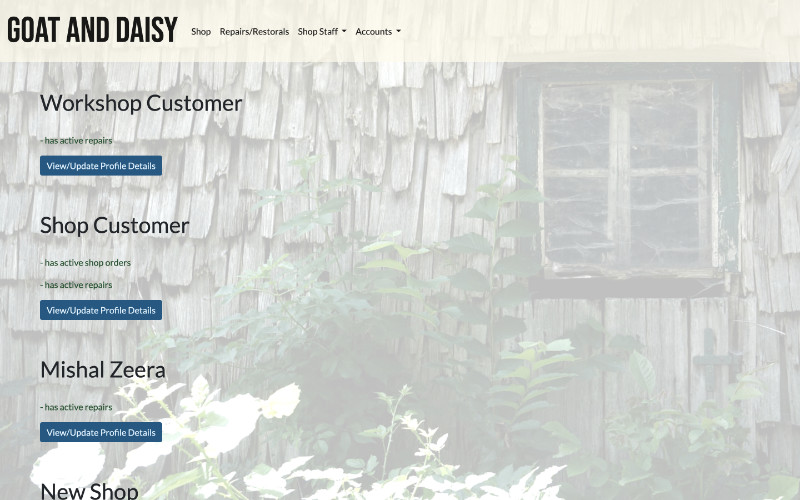 GOAT AND DAISY Shop Repairs/Restorals Shop Staff Accounts
Workshop Customer
- has active repairs
View/Update Profile Details
Shop Customer
- has active shop orders
- has active repairs
View/Update Profile Details
Mishal Zeera
- has active repairs
View/Update Profile Details
New Shop